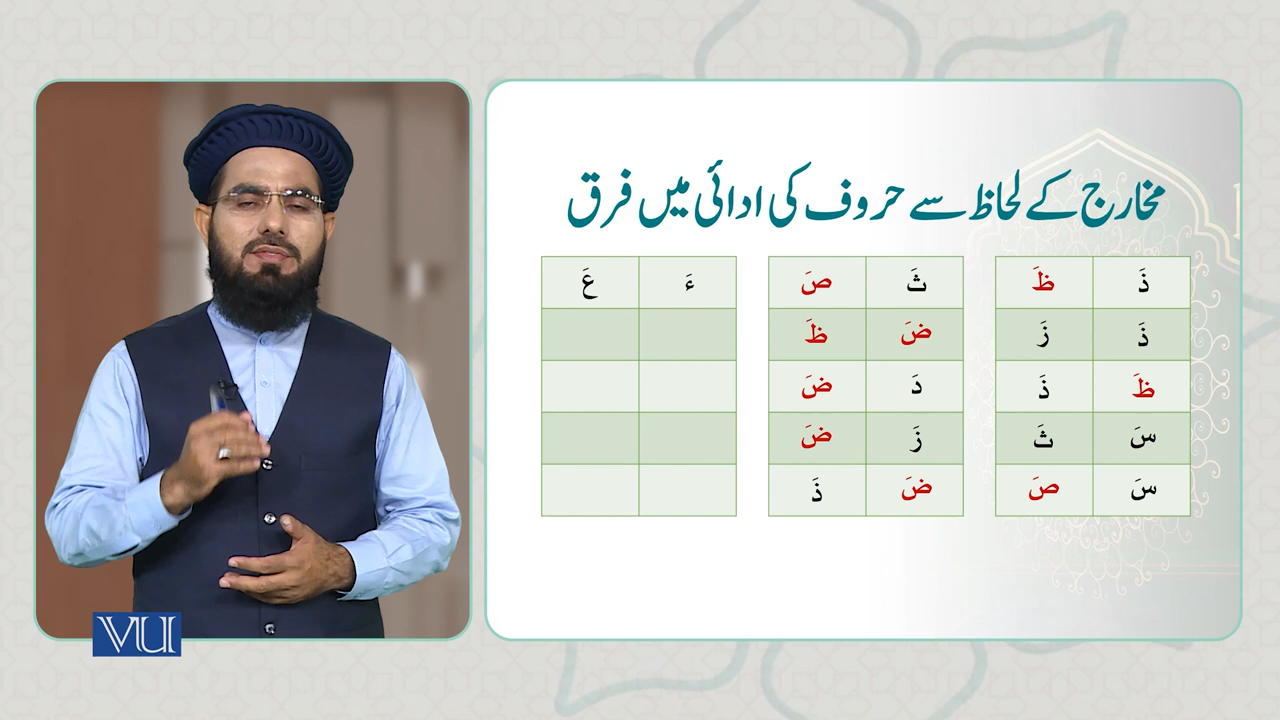 مخارج کے لحاظ سے حروف کی ادائی میں فرق
ذَ ظَ ثَ صَ ءَ عَ
ذَ زَ ضَ ظَ
ظَ ذَ دَ ضَ
سَ ثَ زَ ضَ
سَ صَ ضَ ذَ
VU